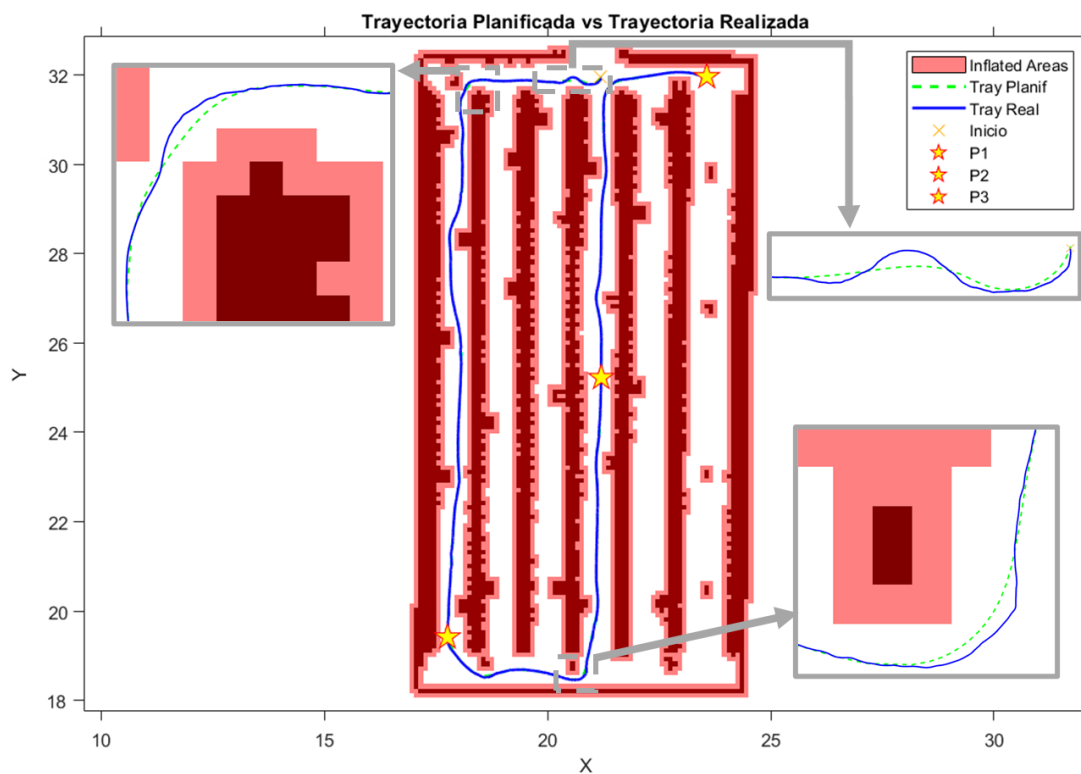 Trayectoria Planificada vs Trayectoria Realizada
Inflated Areas
Tray Planif
Tray Real
Inicio
P1
P2
P3
Y
32
30
28
26
24
22
20
18
10
15
20
25
30
X